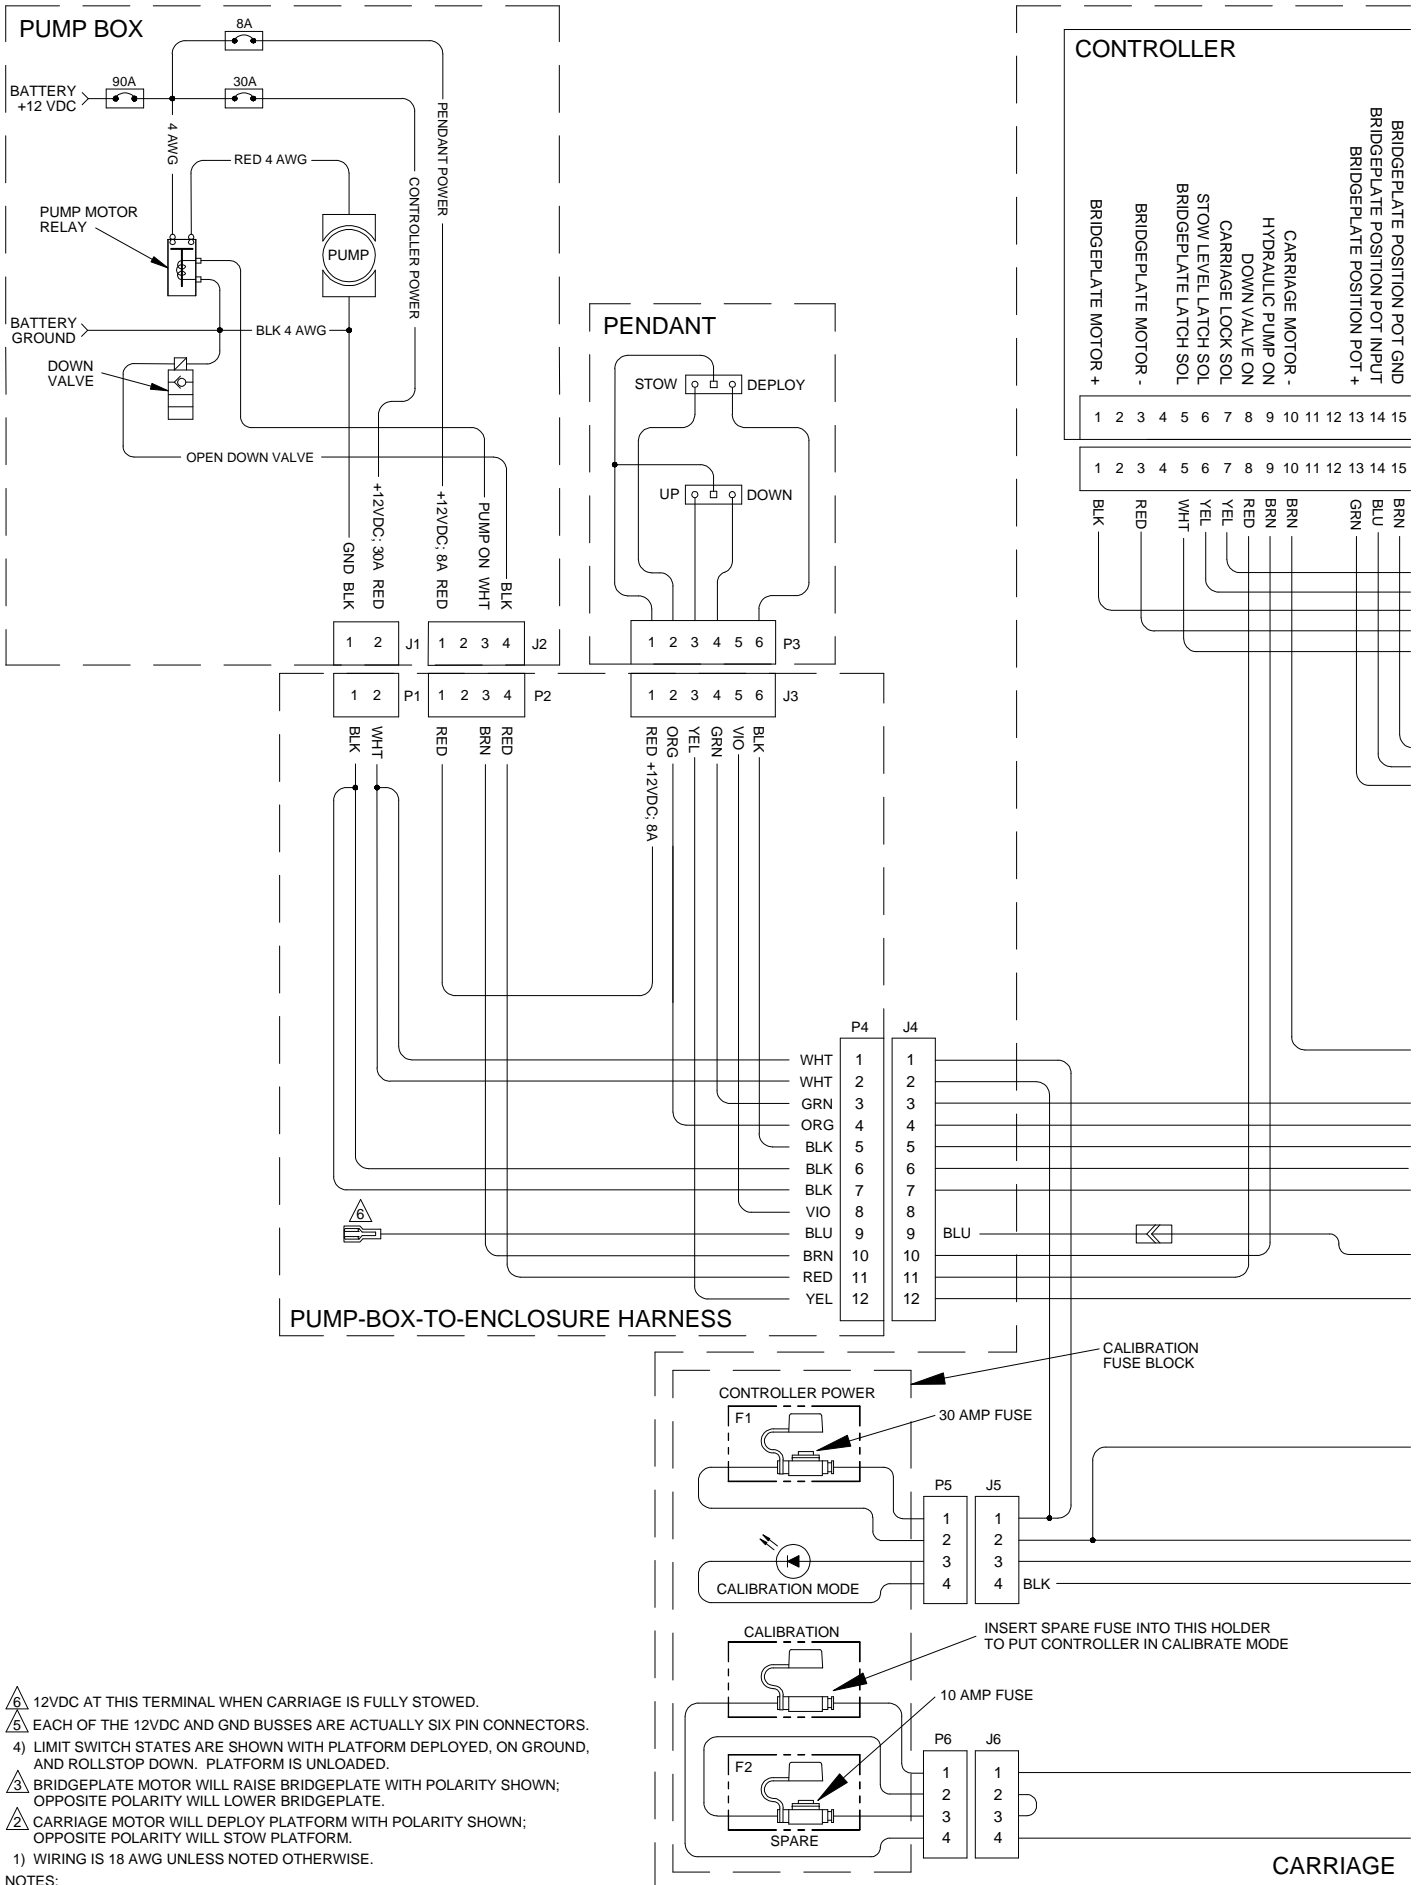 PUMP BOX
8A
BATTERY
+12 VDC
90A
30A
4 AWG
RED 4 AWG
PENDANT POWER
CONTROLLER POWER
PUMP MOTOR
RELAY
PUMP
BATTERY
GROUND
BLK 4 AWG
DOWN
VALVE
OPEN DOWN VALVE
GND BLK
+12VDC; 30A RED
+12VDC; 8A RED
PUMP ON WHT
BLK
1 2 J1
1 2 3 4 J2
PENDANT
STOW DEPLOY
UP DOWN
1 2 3 4 5 6 P3
CONTROLLER
BRIDGEPLATE MOTOR +
BRIDGEPLATE MOTOR -
BRIDGEPLATE LATCH SOL
STOW LEVEL LATCH SOL
CARRIAGE LOCK SOL
DOWN VALVE ON
HYDRAULIC PUMP ON
CARRIAGE MOTOR -
BRIDGEPLATE POSITION POT +
BRIDGEPLATE POSITION POT INPUT
BRIDGEPLATE POSITION POT GND
1 2 3 4 5 6 7 8 9 10 11 12 13 14 15
1 2 3 4 5 6 7 8 9 10 11 12 13 14 15
BLK
RED
WHT
YEL
YEL
RED
BRN
BRN
GRN
BLU
BRN
1 2 P1
1 2 3 4 P2
1 2 3 4 5 6 J3
BLK
WHT
RED
BRN
RED
RED +12VDC; 8A
ORG
YEL
GRN
VIO
BLK
P4 J4
WHT 1 1
WHT 2 2
GRN 3 3
ORG 4 4
BLK 5 5
BLK 6 6
BLK 7 7
VIO 8 8
6
BLU 9 9 BLU
BRN 10 10
RED 11 11
YEL 12 12
PUMP-BOX-TO-ENCLOSURE HARNESS
CALIBRATION
FUSE BLOCK
CONTROLLER POWER
F1
30 AMP FUSE
P5 J5
1 1
2 2
3 3
4 4 BLK
CALIBRATION MODE
CALIBRATION
INSERT SPARE FUSE INTO THIS HOLDER
TO PUT CONTROLLER IN CALIBRATE MODE
10 AMP FUSE
F2
SPARE
P6 J6
1 1
2 2
3 3
4 4
CARRIAGE
6 12VDC AT THIS TERMINAL WHEN CARRIAGE IS FULLY STOWED.
5 EACH OF THE 12VDC AND GND BUSSES ARE ACTUALLY SIX PIN CONNECTORS.
4) LIMIT SWITCH STATES ARE SHOWN WITH PLATFORM DEPLOYED, ON GROUND,
AND ROLLSTOP DOWN. PLATFORM IS UNLOADED.
3 BRIDGEPLATE MOTOR WILL RAISE BRIDGEPLATE WITH POLARITY SHOWN;
OPPOSITE POLARITY WILL LOWER BRIDGEPLATE.
2 CARRIAGE MOTOR WILL DEPLOY PLATFORM WITH POLARITY SHOWN;
OPPOSITE POLARITY WILL STOW PLATFORM.
1) WIRING IS 18 AWG UNLESS NOTED OTHERWISE.
NOTES: